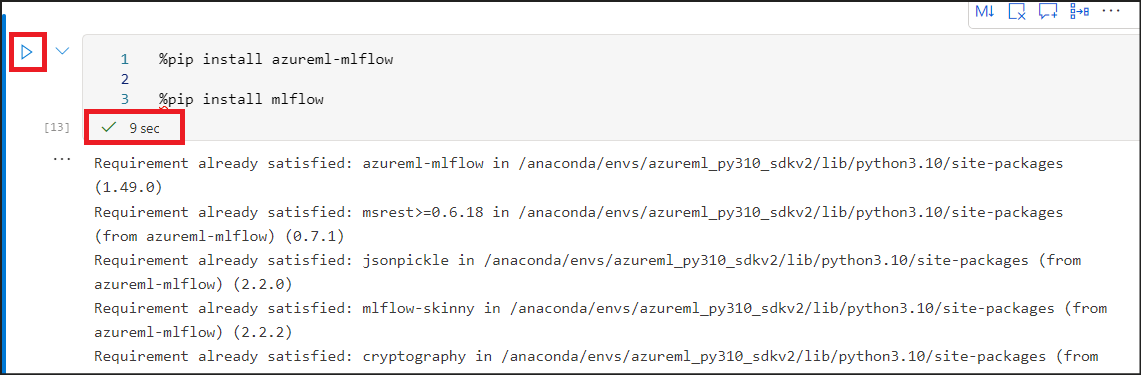 M↓
1 %pip install azureml-mlflow
2
3 %pip install mlflow
[13]
9 sec
Requirement already satisfied: azureml-mlflow in /anaconda/envs/azureml_py310_sdkv2/lib/python3.10/site-packages
(1.49.0)
Requirement already satisfied: msrest>=0.6.18 in /anaconda/envs/azureml_py310_sdkv2/lib/python3.10/site-packages
(from azureml-mlflow) (0.7.1)
Requirement already satisfied: jsonpickle in /anaconda/envs/azureml_py310_sdkv2/lib/python3.10/site-packages (from
azureml-mlflow) (2.2.0)
Requirement already satisfied: mlflow-skinny in /anaconda/envs/azureml_py310_sdkv2/lib/python3.10/site-packages (from
azureml-mlflow) (2.2.2)
Requirement already satisfied: cryptography in /anaconda/envs/azureml_py310_sdkv2/lib/python3.10/site-packages (from